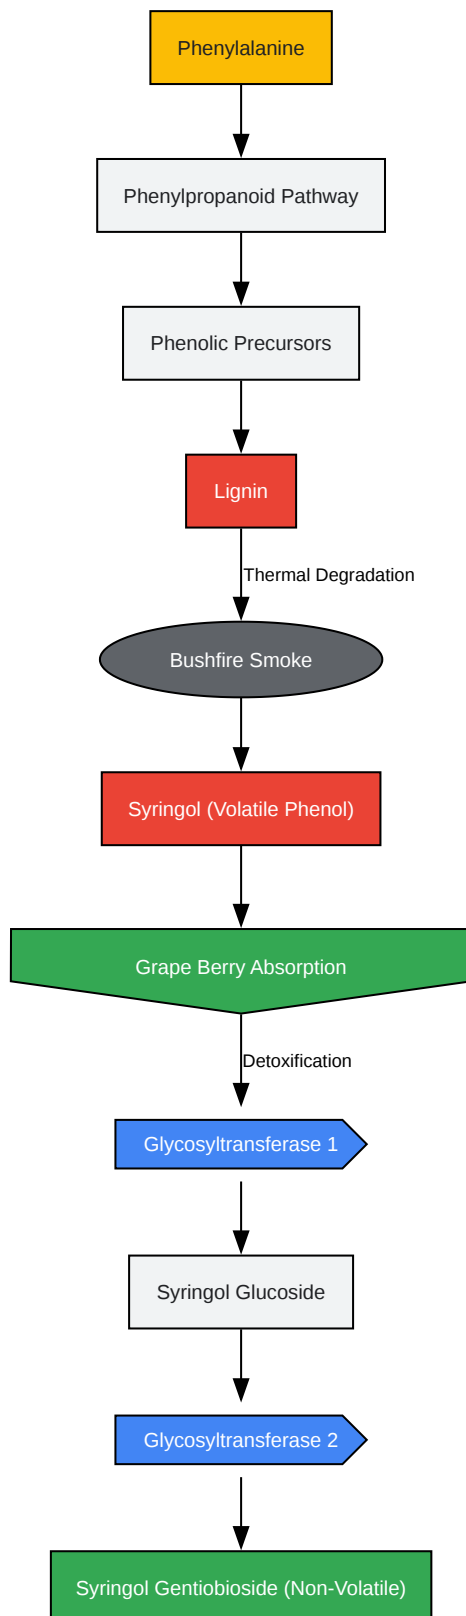 Phenylalanine
Phenylpropanoid Pathway
Phenolic Precursors
Lignin
Thermal Degradation
Bushfire Smoke
Syringol (Volatile Phenol)
Grape Berry Absorption
Detoxification
Glycosyltransferase 1
Syringol Glucoside
Glycosyltransferase 2
Syringol Gentiobioside (Non-Volatile)